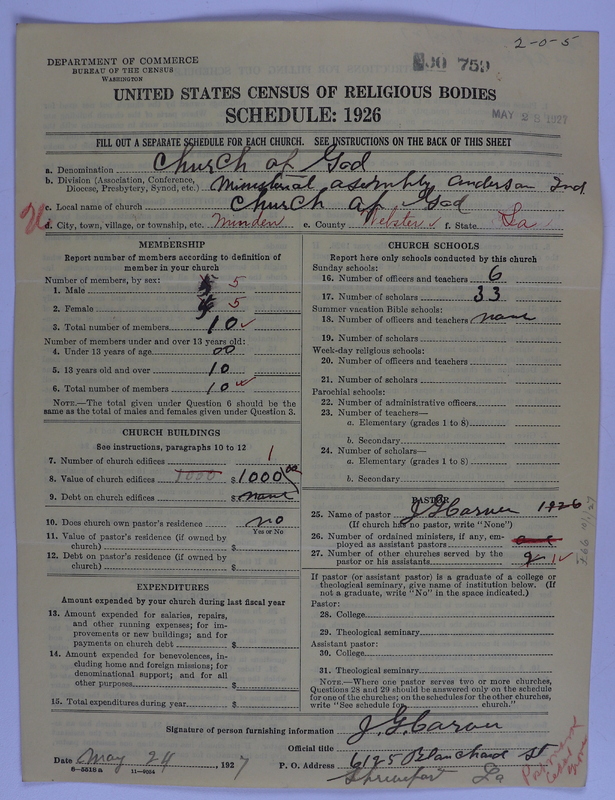 2-0-5
DEPARTMENT OF COMMERCE
BUREAU OF THE CENSUS
WASHINGTON
759
UNITED STATES CENSUS OF RELIGIOUS BODIES
SCHEDULE: 1926
MAY 28 1927
FILL OUT A SEPARATE SCHEDULE FOR EACH CHURCH. SEE INSTRUCTIONS ON THE BACK OF THIS SHEET
a. Denomination Church of God
b. Division (Association, Conference, Diocese, Presbytery, Synod, etc.) Ministerial assembly Anderson Ind.
c. Local name of church Church of God
d. City, town, village, or township, etc. Minden e. County Webster f. State La
MEMBERSHIP
Report number of members according to definition of
member in your church
Number of members, by sex:
1. Male 5
2. Female 5
3. Total number of members 10
Number of members under and over 13 years old:
4. Under 13 years of age 00
5. 13 years old and over 10
6. Total number of members 10
NOTE.—The total given under Question 6 should be
the same as the total of males and females given under Question 3.
CHURCH BUILDINGS
See instructions, paragraphs 10 to 12
7. Number of church edifices 1
8. Value of church edifices 1000 $1000 00
9. Debt on church edifices $ none
10. Does church own pastor's residence no
Yes or No
11. Value of pastor's residence (if owned by
church) $
12. Debt on pastor's residence (if owned by
church) $
EXPENDITURES
Amount expended by your church during last fiscal year
13. Amount expended for salaries, repairs,
and other running expenses; for im-
provements or new buildings; and for
payments on church debt $
14. Amount expended for benevolences, in-
cluding home and foreign missions; for
denominational support; and for all
other purposes $
15. Total expenditures during year $
CHURCH SCHOOLS
Report here only schools conducted by this church
Sunday schools:
16. Number of officers and teachers 6
17. Number of scholars 33
Summer vacation Bible schools:
18. Number of officers and teachers none
19. Number of scholars
Week-day religious schools:
20. Number of officers and teachers
21. Number of scholars
Parochial schools:
22. Number of administrative officers
23. Number of teachers—
a. Elementary (grades 1 to 8)
b. Secondary
24. Number of scholars—
a. Elementary (grades 1 to 8)
b. Secondary
PASTOR
25. Name of pastor 1926
(If church has no pastor, write "None")
26. Number of ordained ministers, if any, em-
ployed as assistant pastors
27. Number of other churches served by the
pastor or his assistants 1
If pastor (or assistant pastor) is a graduate of a college or
theological seminary, give name of institution below. (If
not a graduate, write "No" in the space indicated.)
Pastor:
28. College
29. Theological seminary
Assistant pastor:
30. College
31. Theological seminary
NOTE.—Where one pastor serves two or more churches,
Questions 28 and 29 should be answered only on the schedule
for one of the churches; on the schedules for the other churches,
write "See schedule for church."
Signature of person furnishing information
Official title
Date May 24, 1927 P. O. Address 6125 Blanchard St
8-5518 a 11-9054
Shreveport La